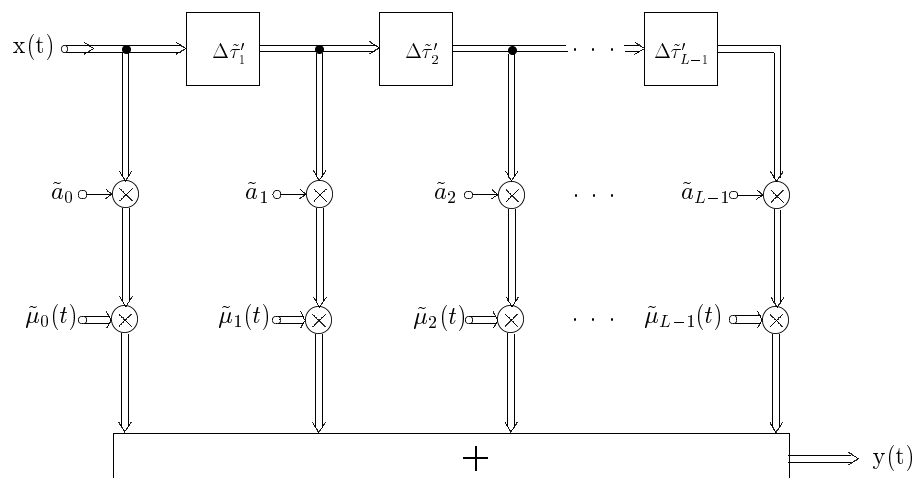 x(t) Δτ̃′₁ Δτ̃′₂ · · · Δτ̃′_{L−1}
ã₀ ã₁ ã₂ · · · ã_{L−1}
μ̃₀(t) μ̃₁(t) μ̃₂(t) · · · μ̃_{L−1}(t)
+ y(t)